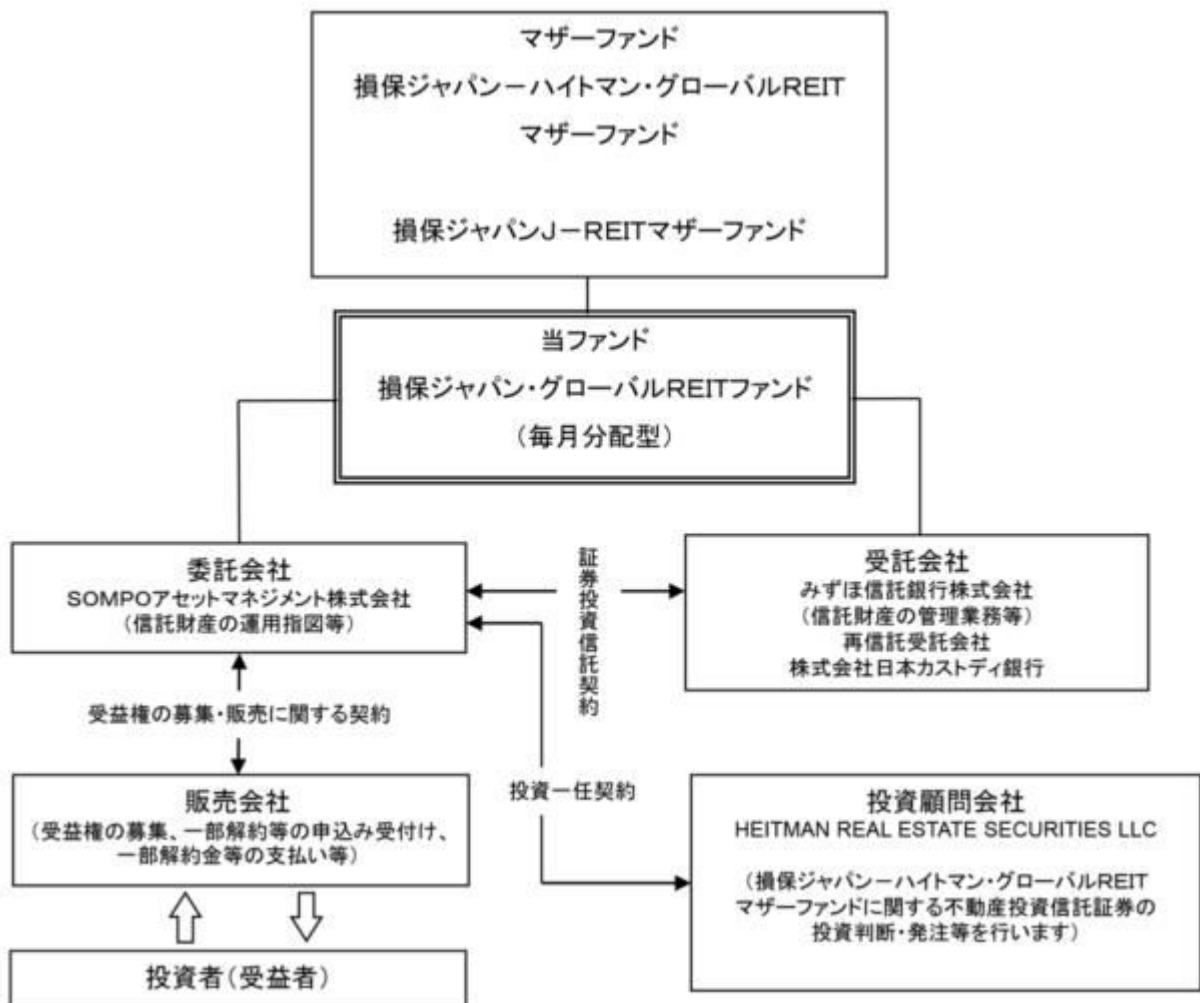 マザーファンド
損保ジャパン－ハイトマン・グローバルREIT
マザーファンド
損保ジャパンJ－REITマザーファンド
当ファンド
損保ジャパン・グローバルREITファンド
（毎月分配型）
委託会社
SOMPOアセットマネジメント株式会社
（信託財産の運用指図等）
証券投資信託契約
受託会社
みずほ信託銀行株式会社
（信託財産の管理業務等）
再信託受託会社
株式会社日本カストディ銀行
受益権の募集・販売に関する契約
投資一任契約
販売会社
（受益権の募集、一部解約等の申込み受付け、
一部解約金等の支払い等）
投資顧問会社
HEITMAN REAL ESTATE SECURITIES LLC
（損保ジャパン－ハイトマン・グローバルREIT
マザーファンドに関する不動産投資信託証券の
投資判断・発注等を行います）
投資者（受益者）